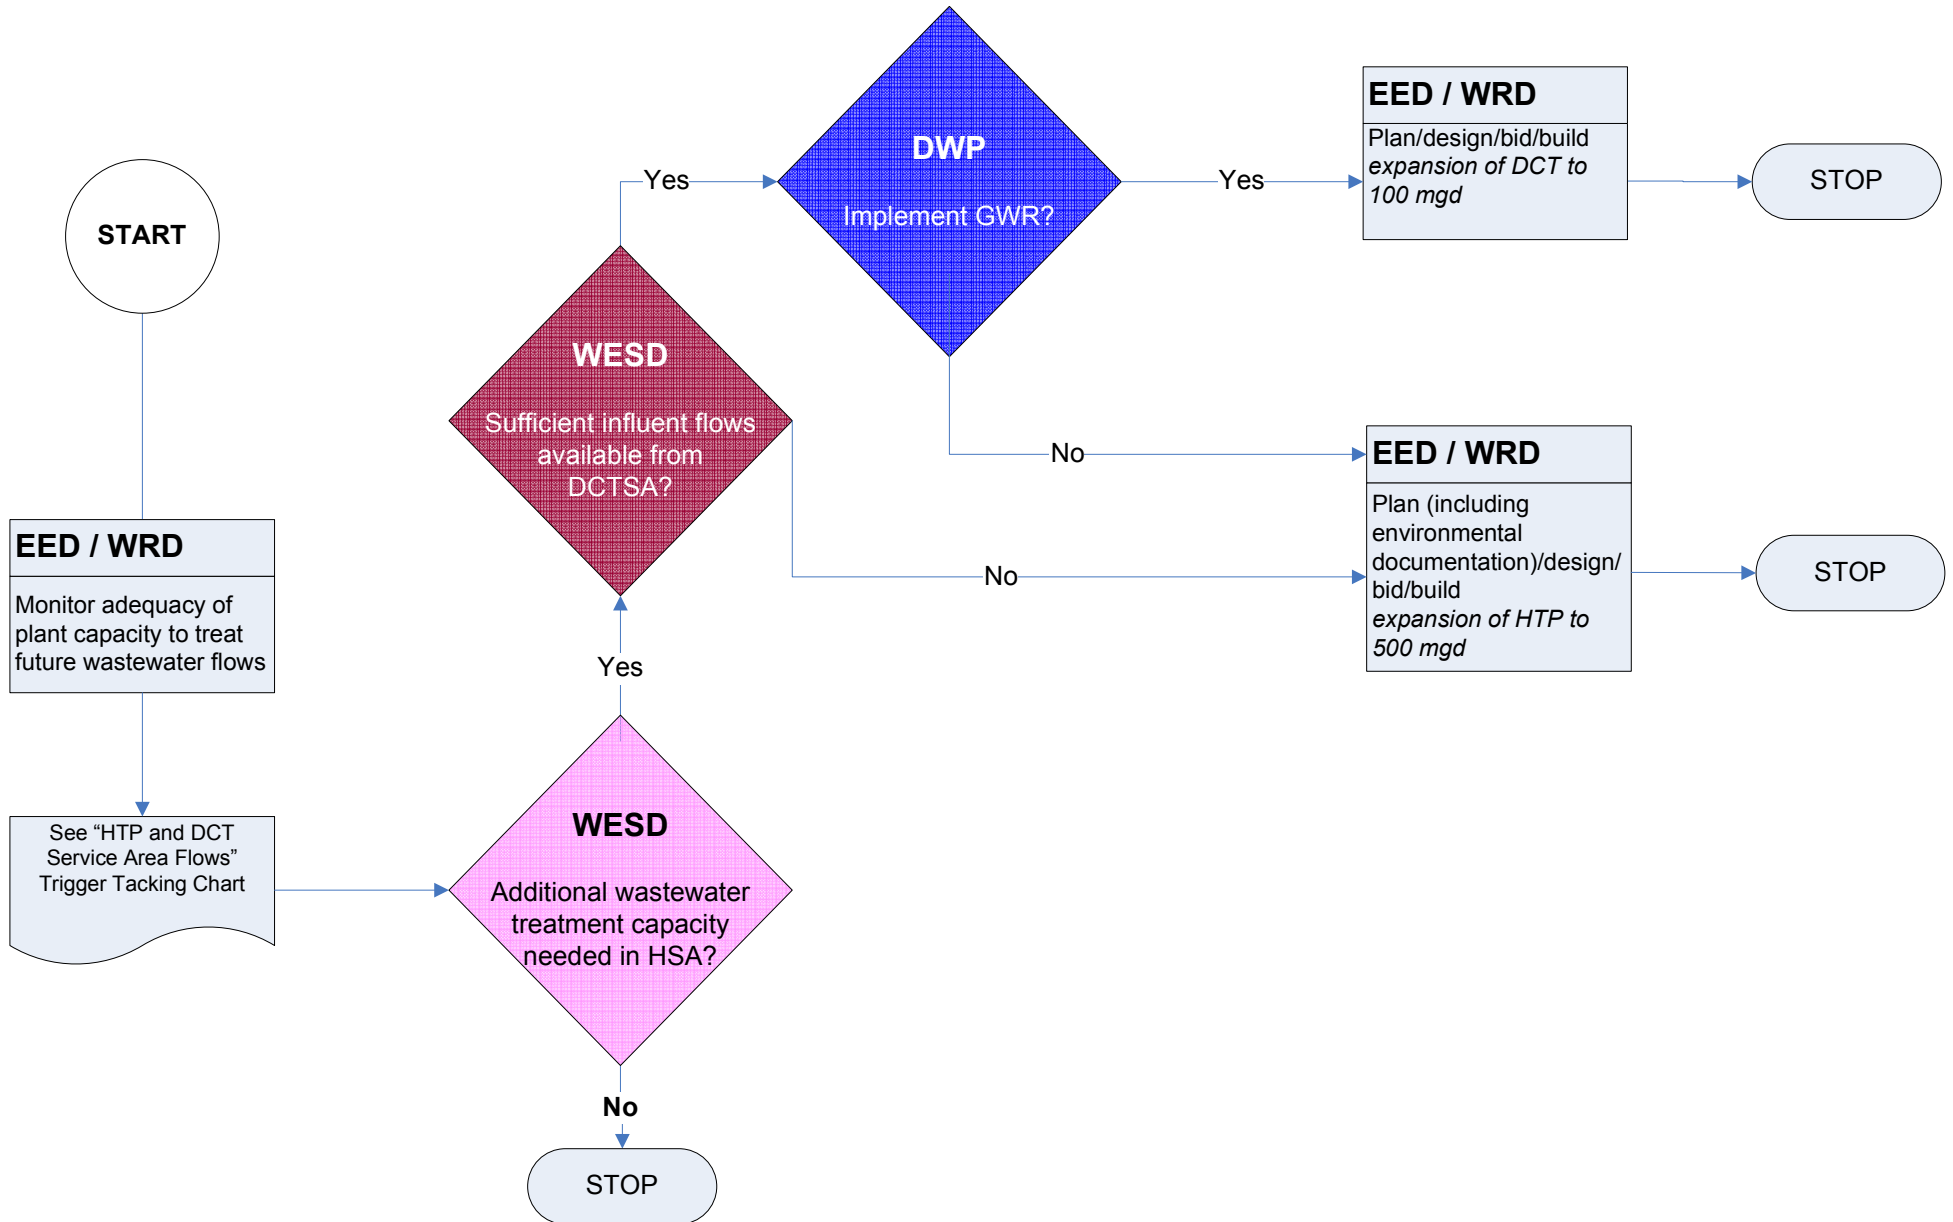 START
EED / WRD
Monitor adequacy of
plant capacity to treat
future wastewater flows
See “HTP and DCT
Service Area Flows”
Trigger Tacking Chart
WESD
Additional wastewater
treatment capacity
needed in HSA?
No
STOP
Yes
WESD
Sufficient influent flows
available from
DCTSA?
Yes
No
DWP
Implement GWR?
Yes
No
EED / WRD
Plan/design/bid/build
expansion of DCT to
100 mgd
STOP
EED / WRD
Plan (including
environmental
documentation)/design/
bid/build
expansion of HTP to
500 mgd
STOP